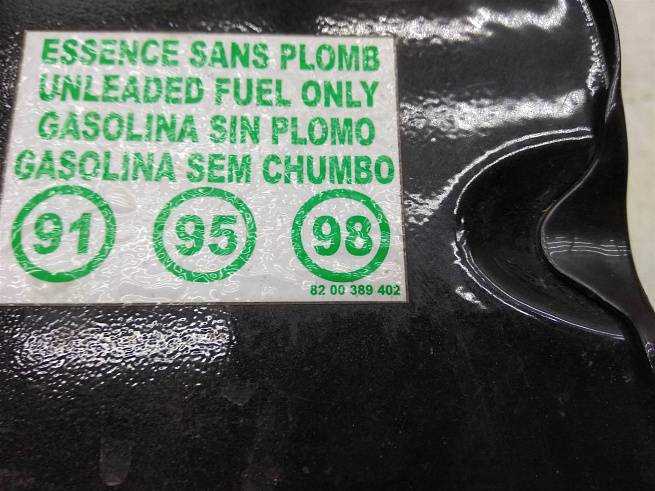 ESSENCE SANS PLOMB
UNLEADED FUEL ONLY
GASOLINA SIN PLOMO
GASOLINA SEM CHUMBO
91 95 98
82 00 389 402